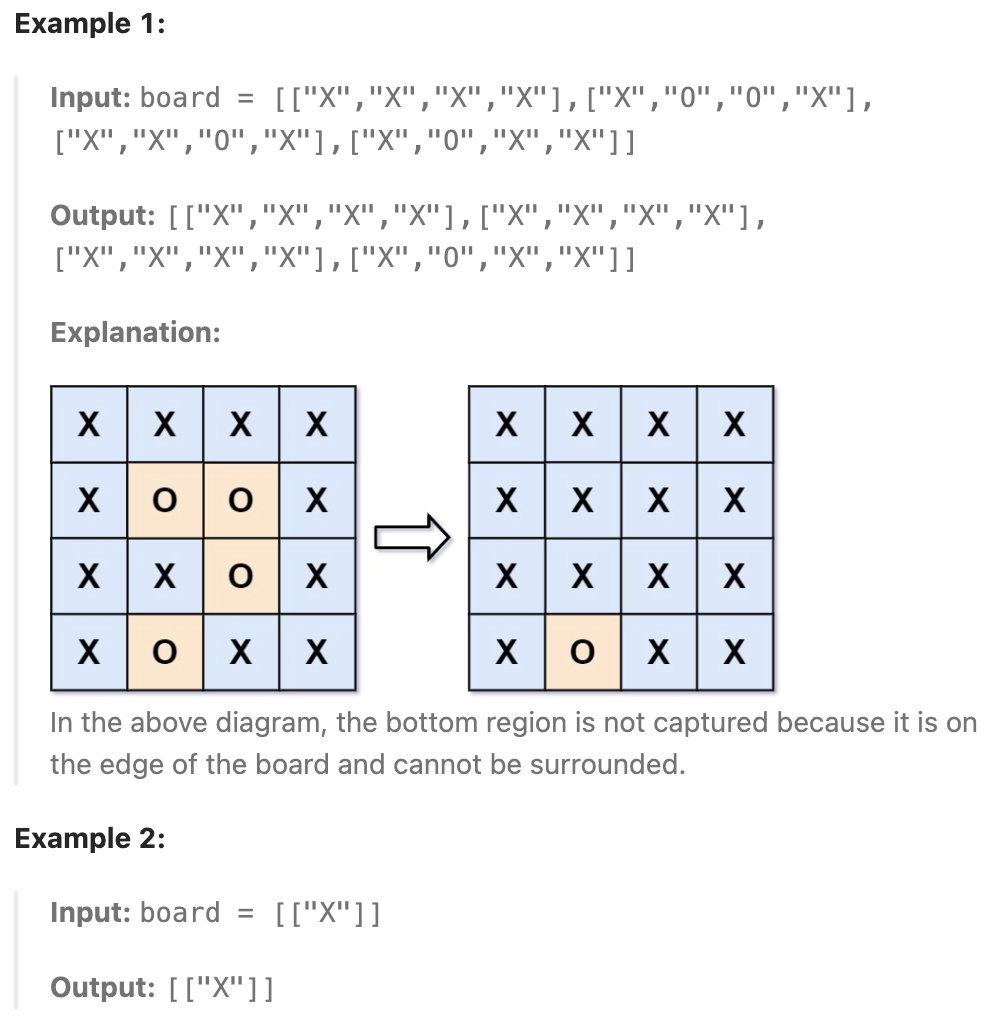 Example 1:
Input: board = [["X","X","X","X"],["X","O","O","X"],
["X","X","O","X"],["X","O","X","X"]]
Output: [["X","X","X","X"],["X","X","X","X"],
["X","X","X","X"],["X","O","X","X"]]
Explanation:
X X X X X X X X
X O O X X X X X
X X O X X X X X
X O X X X O X X
In the above diagram, the bottom region is not captured because it is on
the edge of the board and cannot be surrounded.
Example 2:
Input: board = [["X"]]
Output: [["X"]]